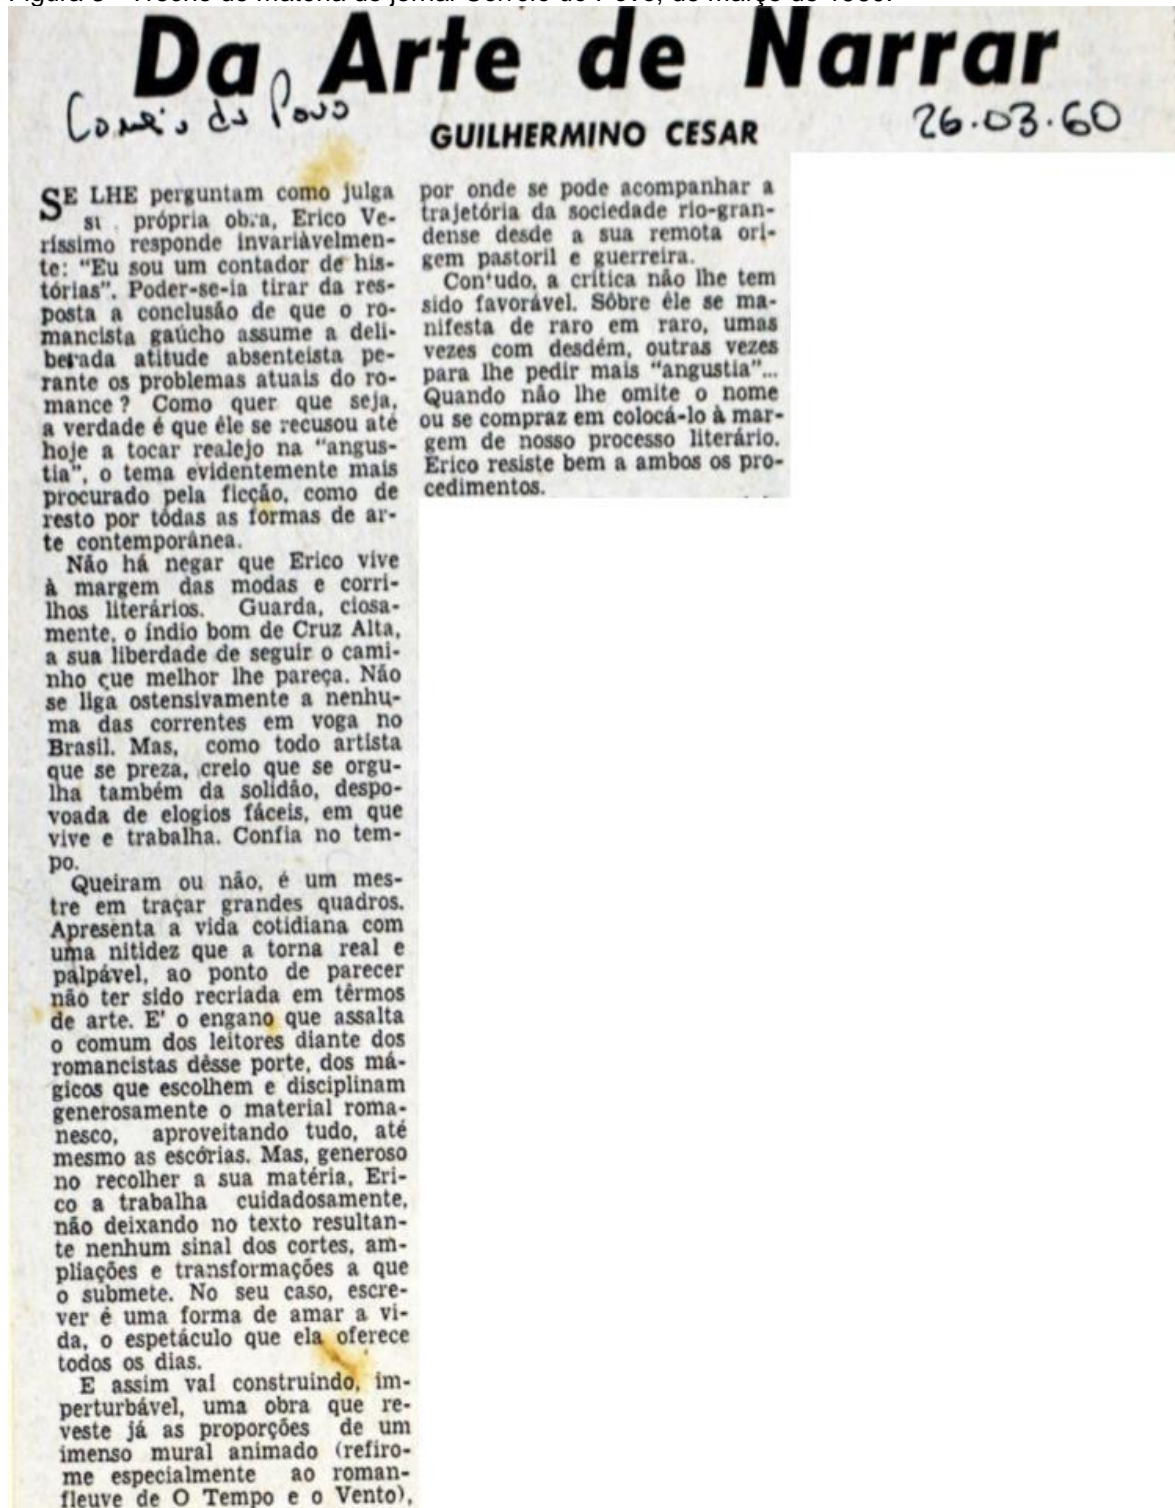 Da Arte de Narrar
Correio do Povo
26.03.60
GUILHERMINO CESAR
SE LHE perguntam como julga
própria obra, Erico Ve-
ríssimo responde invariàvelmen-
te: "Eu sou um contador de his-
tórias". Poder-se-ia tirar da res-
posta a conclusão de que o ro-
mancista gaúcho assume a deli-
berada atitude absenteísta pe-
rante os problemas atuais do ro-
mance? Como quer que seja,
a verdade é que êle se recusou até
hoje a tocar realejo na "angus-
tia", o tema evidentemente mais
procurado pela ficção, como de
resto por tôdas as formas de ar-
te contemporânea.
Não há negar que Erico vive
à margem das modas e corri-
lhos literários. Guarda, ciosa-
mente, o índio bom de Cruz Alta,
a sua liberdade de seguir o cami-
nho que melhor lhe pareça. Não
se liga ostensivamente a nenhu-
ma das correntes em voga no
Brasil. Mas, como todo artista
que se preza, creio que se orgu-
lha também da solidão, despo-
voada de elogios fáceis, em que
vive e trabalha. Confia no tem-
po.
Queiram ou não, é um mes-
tre em traçar grandes quadros.
Apresenta a vida cotidiana com
uma nitidez que a torna real e
palpável, ao ponto de parecer
não ter sido recriada em têrmos
de arte. E' o engano que assalta
o comum dos leitores diante dos
romancistas dêsse porte, dos má-
gicos que escolhem e disciplinam
generosamente o material roma-
nesco, aproveitando tudo, até
mesmo as escórias. Mas, generoso
no recolher a sua matéria, Eri-
co a trabalha cuidadosamente,
não deixando no texto resultan-
te nenhum sinal dos cortes, am-
pliações e transformações a que
o submete. No seu caso, escre-
ver é uma forma de amar a vi-
da, o espetáculo que ela oferece
todos os dias.
E assim vai construindo, im-
perturbável, uma obra que re-
veste já as proporções de um
imenso mural animado (refiro-
me especialmente ao roman-
fleuve de O Tempo e o Vento),
por onde se pode acompanhar a
trajetória da sociedade rio-gran-
dense desde a sua remota ori-
gem pastoril e guerreira.
Contudo, a crítica não lhe tem
sido favorável. Sôbre êle se ma-
nifesta de raro em raro, umas
vezes com desdém, outras vezes
para lhe pedir mais "angustia"...
Quando não lhe omite o nome
ou se compraz em colocá-lo à mar-
gem de nosso processo literário.
Erico resiste bem a ambos os pro-
cedimentos.